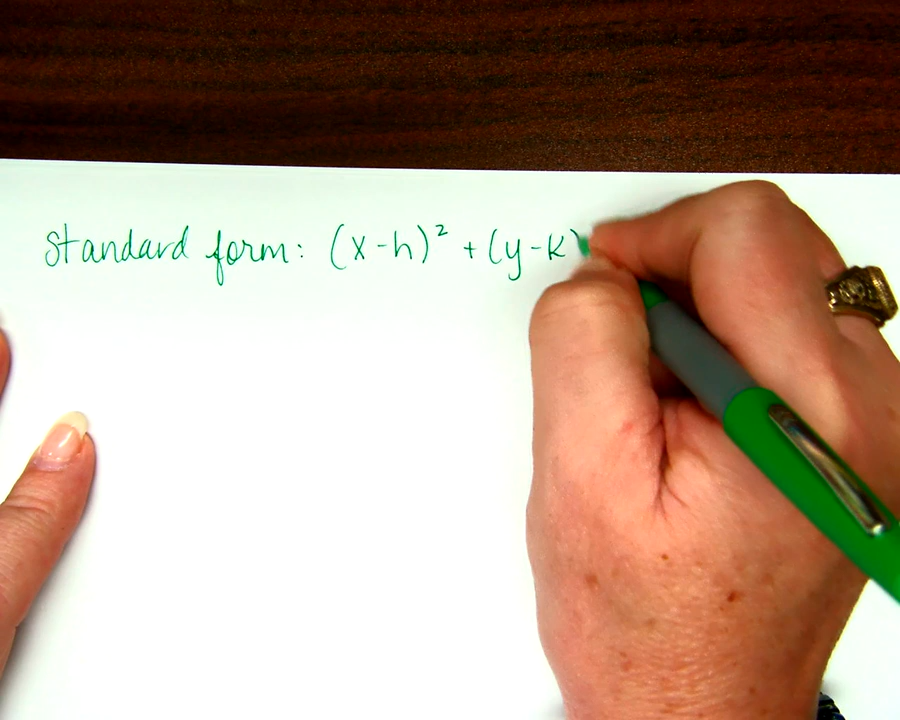 Standard form: (x-h)² + (y-k)